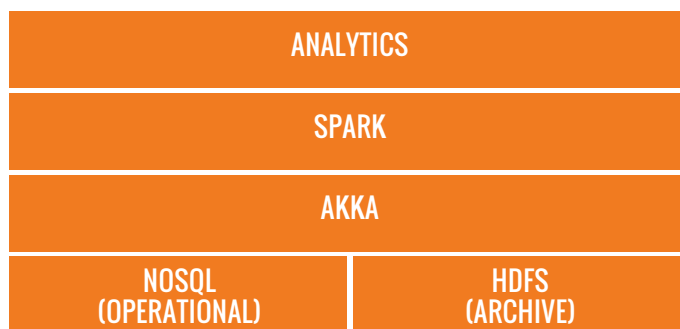 ANALYTICS
SPARK
AKKA
NOSQL
(OPERATIONAL)
HDFS
(ARCHIVE)